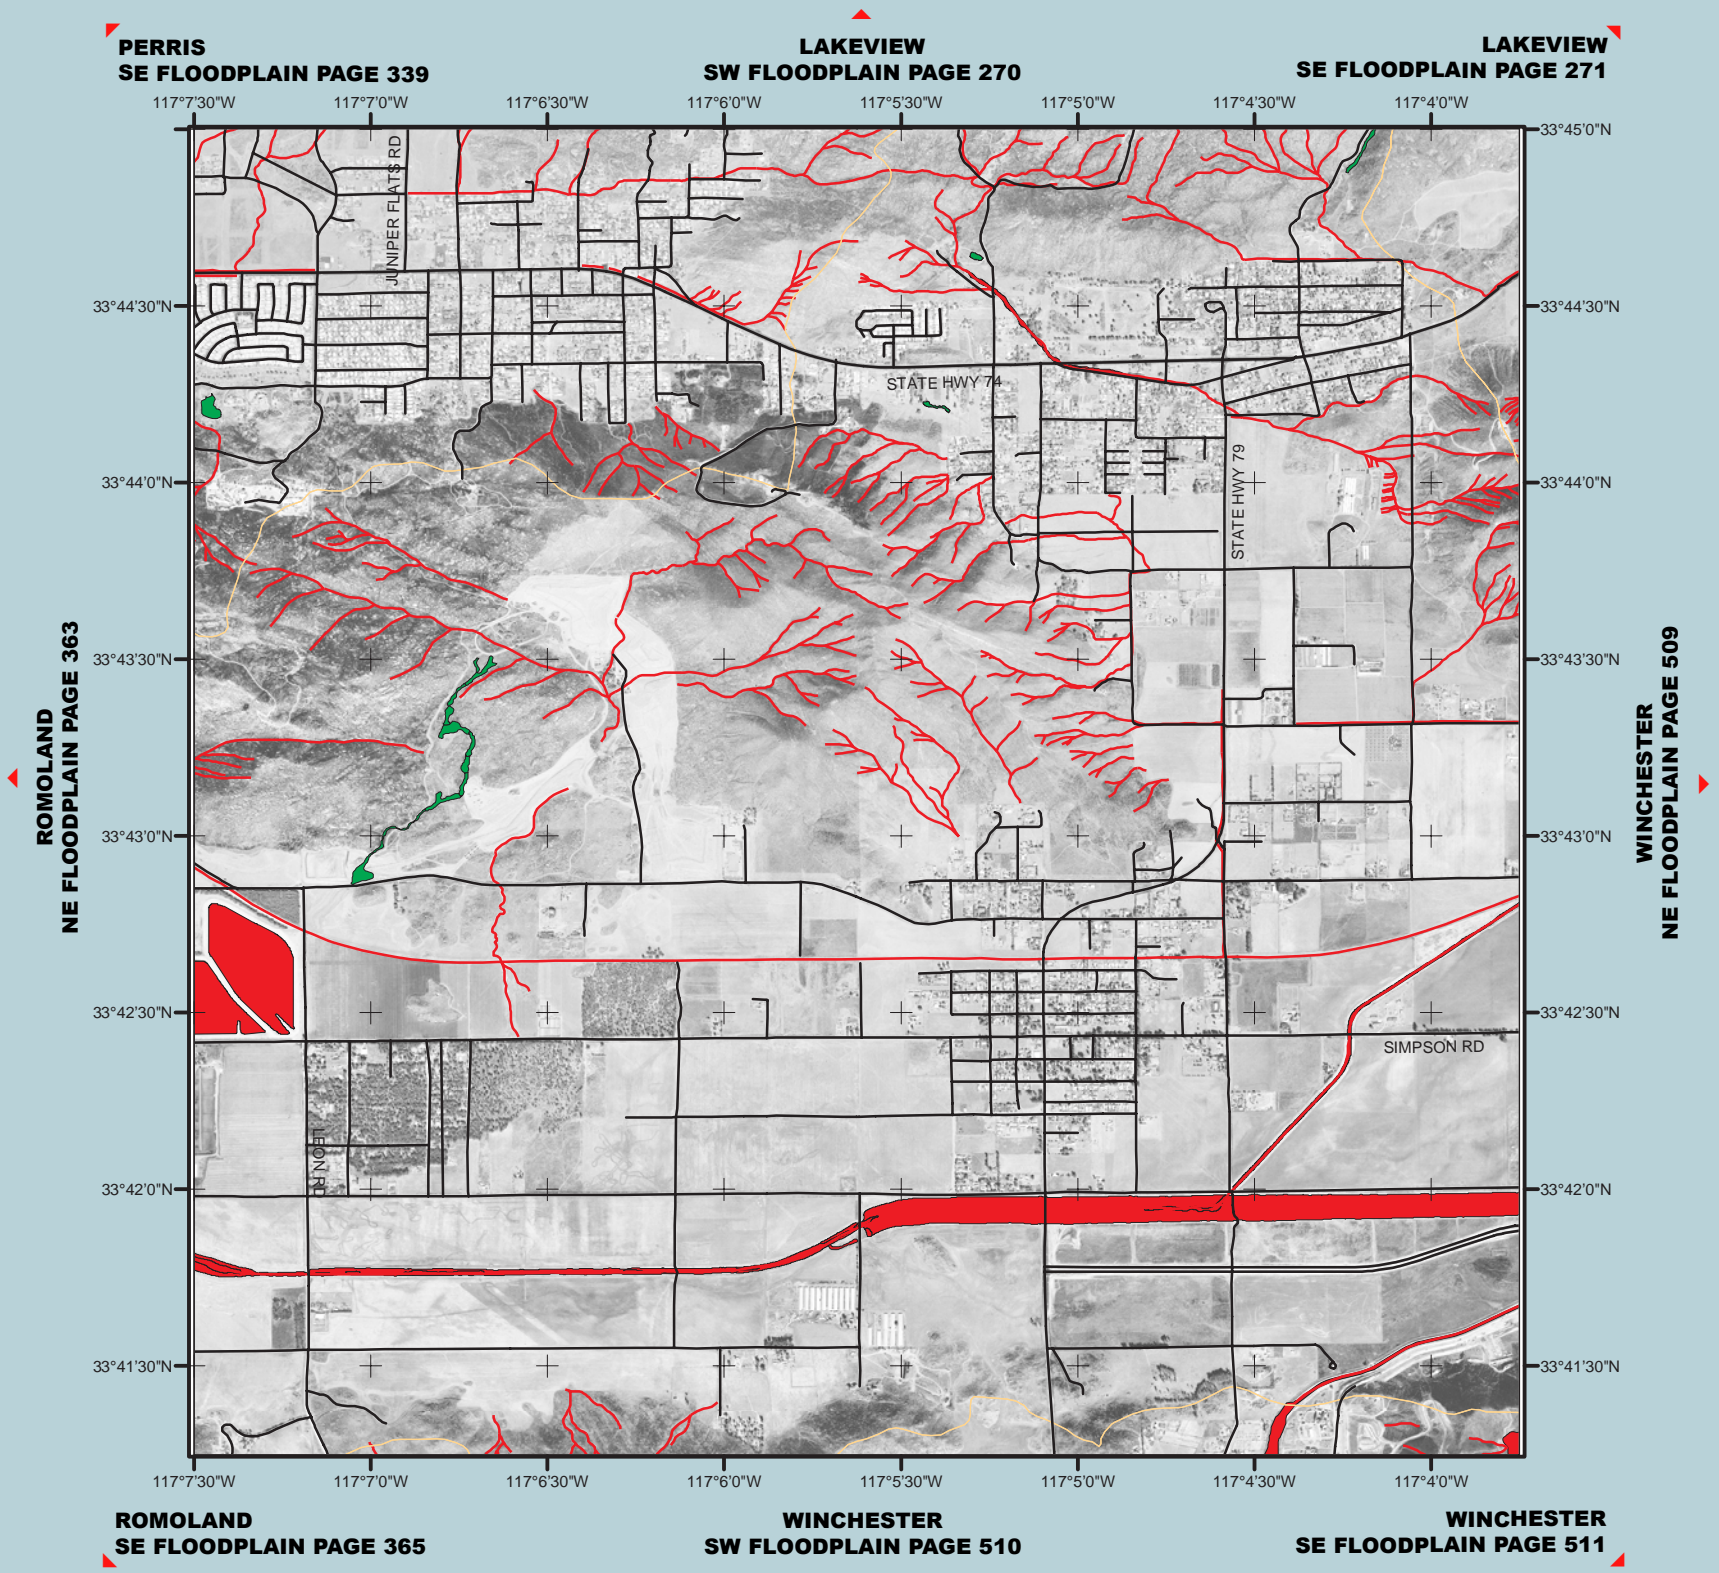 PERRIS
SE FLOODPLAIN PAGE 339
LAKEVIEW
SW FLOODPLAIN PAGE 270
LAKEVIEW
SE FLOODPLAIN PAGE 271
117°7'30"W
117°7'0"W
117°6'30"W
117°6'0"W
117°5'30"W
117°5'0"W
117°4'30"W
117°4'0"W
33°45'0"N
JUNIPER FLATS RD
33°44'30"N
33°44'30"N
STATE HWY 74
STATE HWY 79
33°44'0"N
33°44'0"N
33°43'30"N
33°43'30"N
ROMOLAND
NE FLOODPLAIN PAGE 363
WINCHESTER
NE FLOODPLAIN PAGE 509
33°43'0"N
33°43'0"N
33°42'30"N
33°42'30"N
SIMPSON RD
LEON RD
33°42'0"N
33°42'0"N
33°41'30"N
33°41'30"N
117°7'30"W
117°7'0"W
117°6'30"W
117°6'0"W
117°5'30"W
117°5'0"W
117°4'30"W
117°4'0"W
ROMOLAND
SE FLOODPLAIN PAGE 365
WINCHESTER
SW FLOODPLAIN PAGE 510
WINCHESTER
SE FLOODPLAIN PAGE 511